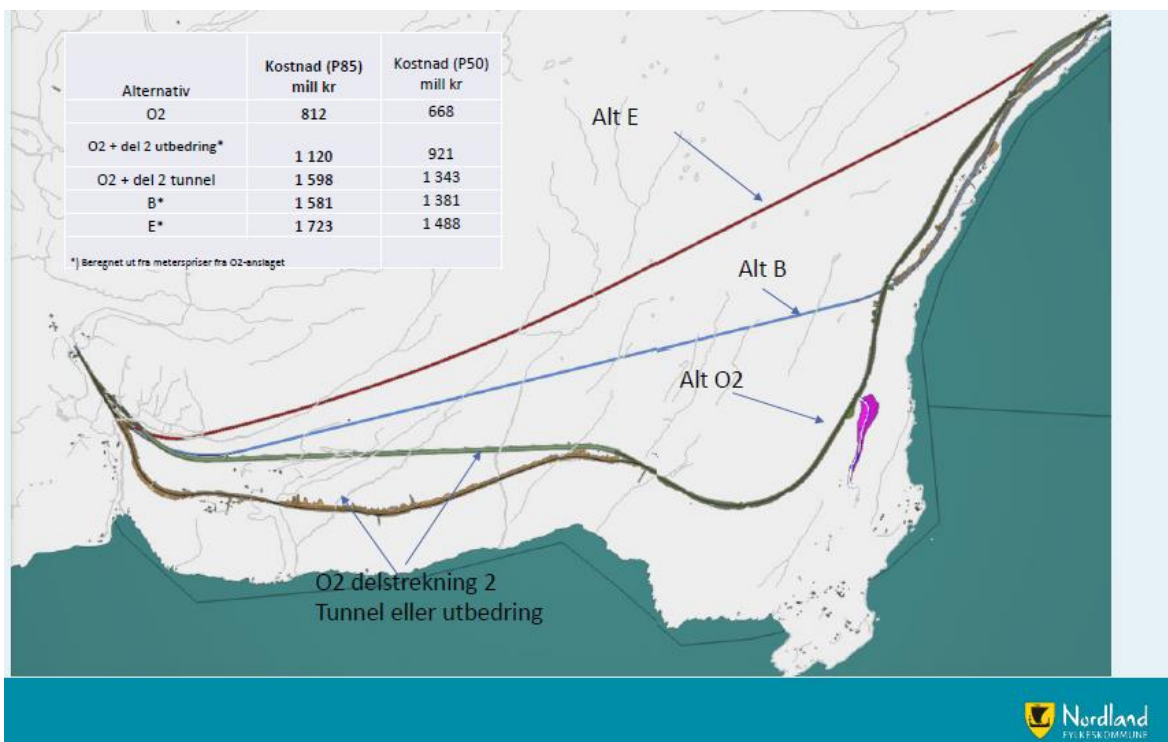 Alternativ Kostnad (P85) mill kr Kostnad (P50) mill kr
O2 812 668
O2 + del 2 utbedring* 1 120 921
O2 + del 2 tunnel 1 598 1 343
B* 1 581 1 381
E* 1 723 1 488
*) Beregnet ut fra meterspriser fra O2-anslaget
Alt E
Alt B
Alt O2
O2 delstrekning 2
Tunnel eller utbedring
Nordland
FYLKESKOMMUNE